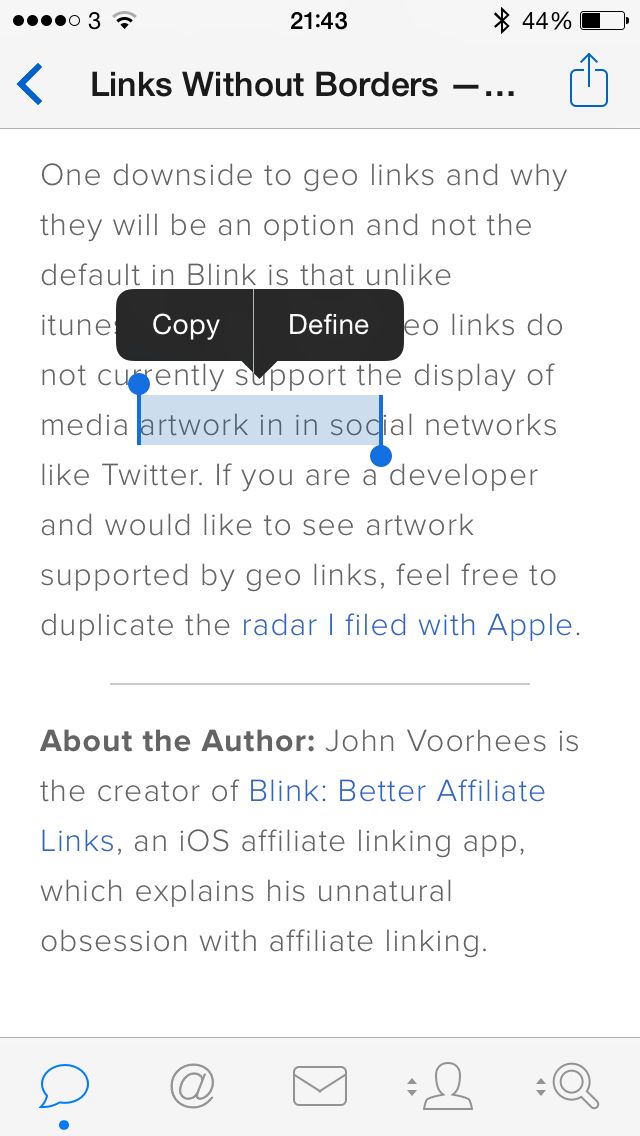 3 21:43 44%
Links Without Borders —...
One downside to geo links and why
they will be an option and not the
default in Blink is that unlike
Copy Define
itunes eo links do
not currently support the display of
media artwork in in social networks
like Twitter. If you are a developer
and would like to see artwork
supported by geo links, feel free to
duplicate the radar I filed with Apple.
About the Author: John Voorhees is
the creator of Blink: Better Affiliate
Links, an iOS affiliate linking app,
which explains his unnatural
obsession with affiliate linking.
@